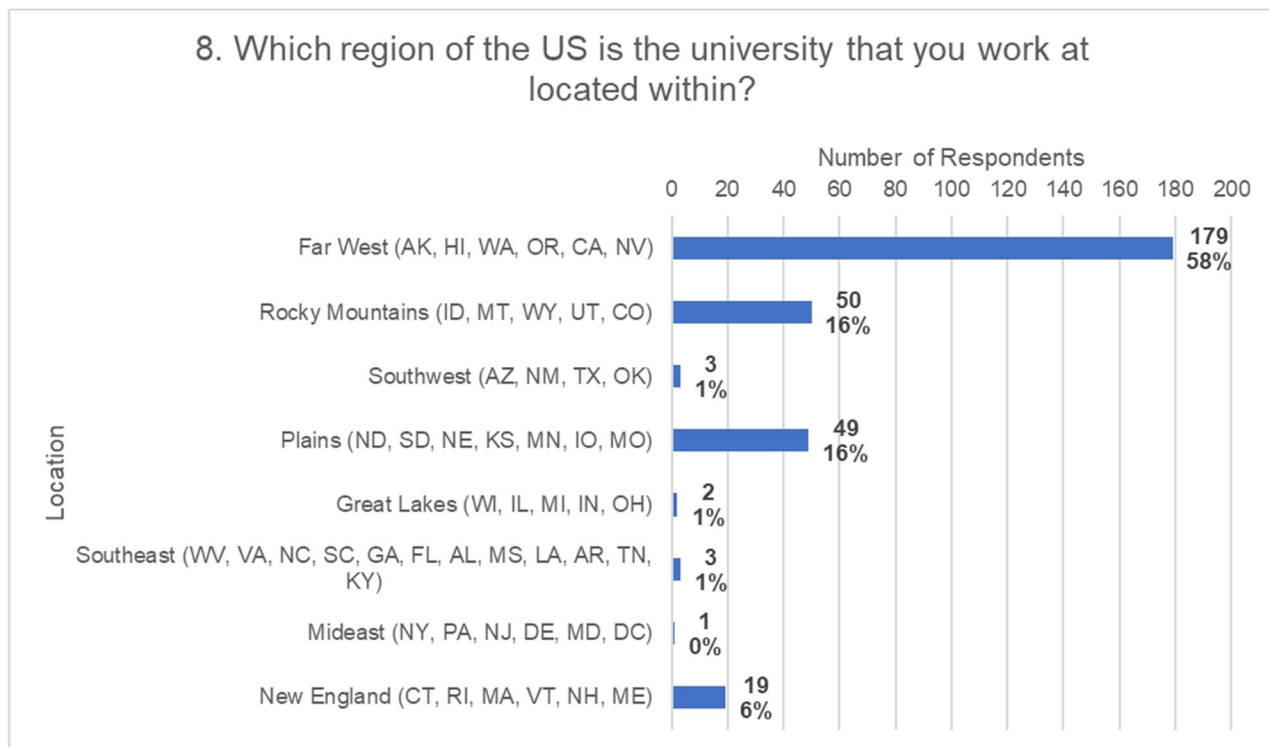 8. Which region of the US is the university that you work at
located within?
Number of Respondents
0 20 40 60 80 100 120 140 160 180 200
Location
Far West (AK, HI, WA, OR, CA, NV)
179
58%
Rocky Mountains (ID, MT, WY, UT, CO)
50
16%
Southwest (AZ, NM, TX, OK)
3
1%
Plains (ND, SD, NE, KS, MN, IO, MO)
49
16%
Great Lakes (WI, IL, MI, IN, OH)
2
1%
Southeast (WV, VA, NC, SC, GA, FL, AL, MS, LA, AR, TN,
KY)
3
1%
Mideast (NY, PA, NJ, DE, MD, DC)
1
0%
New England (CT, RI, MA, VT, NH, ME)
19
6%